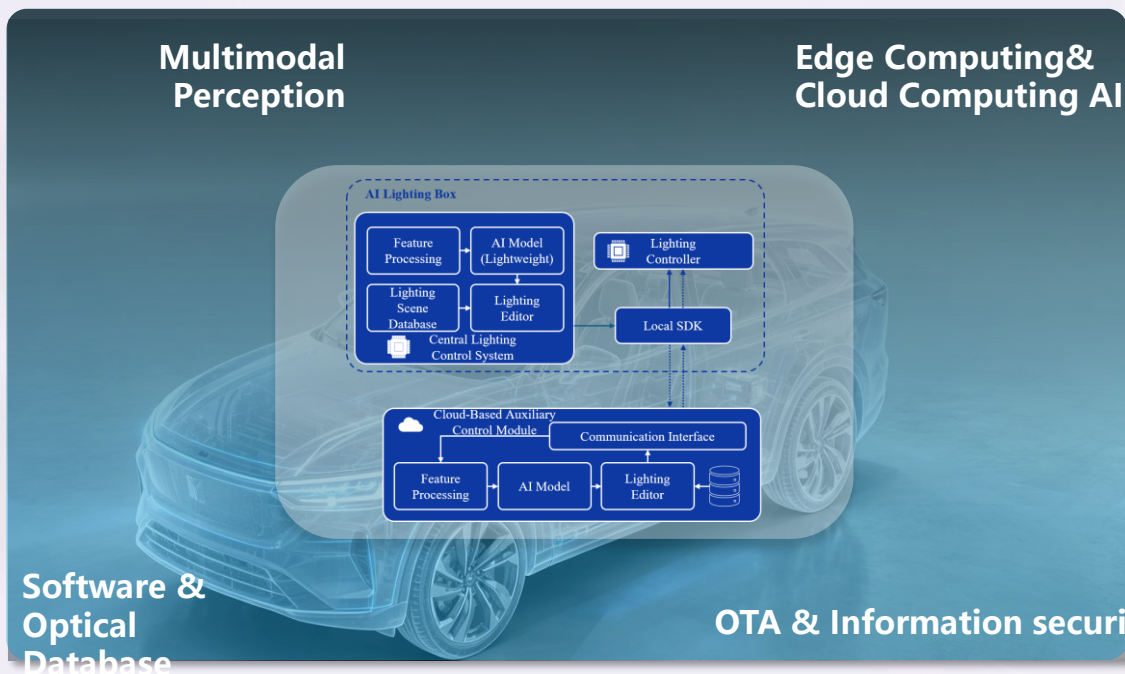 Multimodal
Perception
Edge Computing&
Cloud Computing AI
AI Lighting Box
Feature
Processing
AI Model
(Lightweight)
Lighting
Scene
Database
Lighting
Editor
Central Lighting
Control System
Lighting
Controller
Local SDK
Cloud-Based Auxiliary
Control Module
Communication Interface
Feature
Processing
AI Model
Lighting
Editor
Software &
Optical
Database
OTA & Information securi